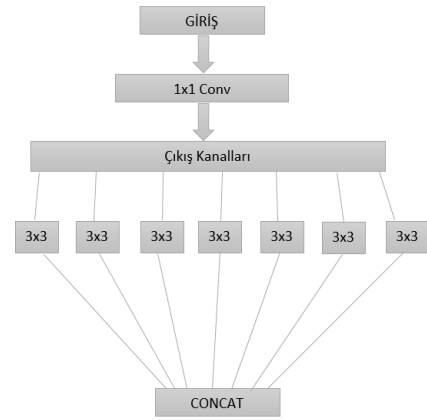 GİRİŞ
1x1 Conv
Çıkış Kanalları
3x3 3x3 3x3 3x3 3x3 3x3 3x3
CONCAT